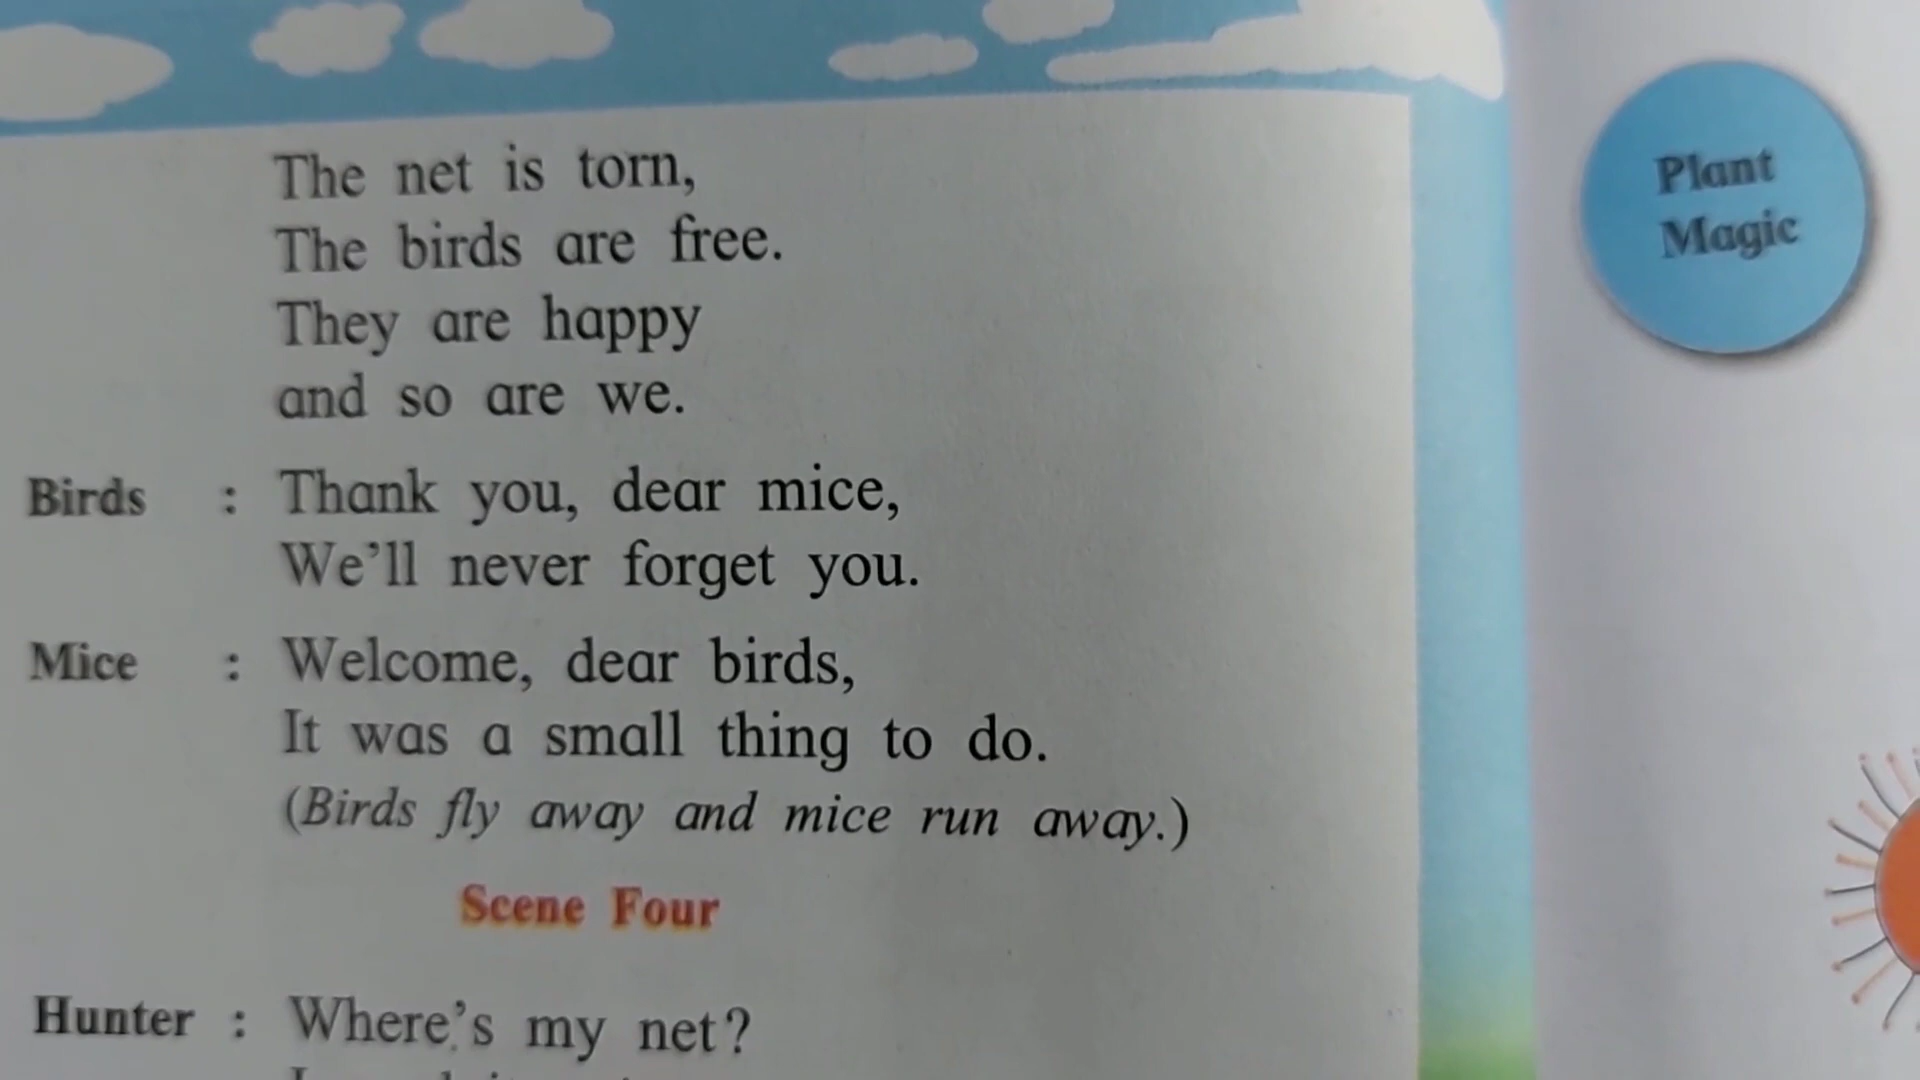 The net is torn,
The birds are free.
They are happy
and so are we.
Birds : Thank you, dear mice,
We'll never forget you.
Mice : Welcome, dear birds,
It was a small thing to do.
(Birds fly away and mice run away.)
Scene Four
Hunter : Where's my net?
Plant
Magic